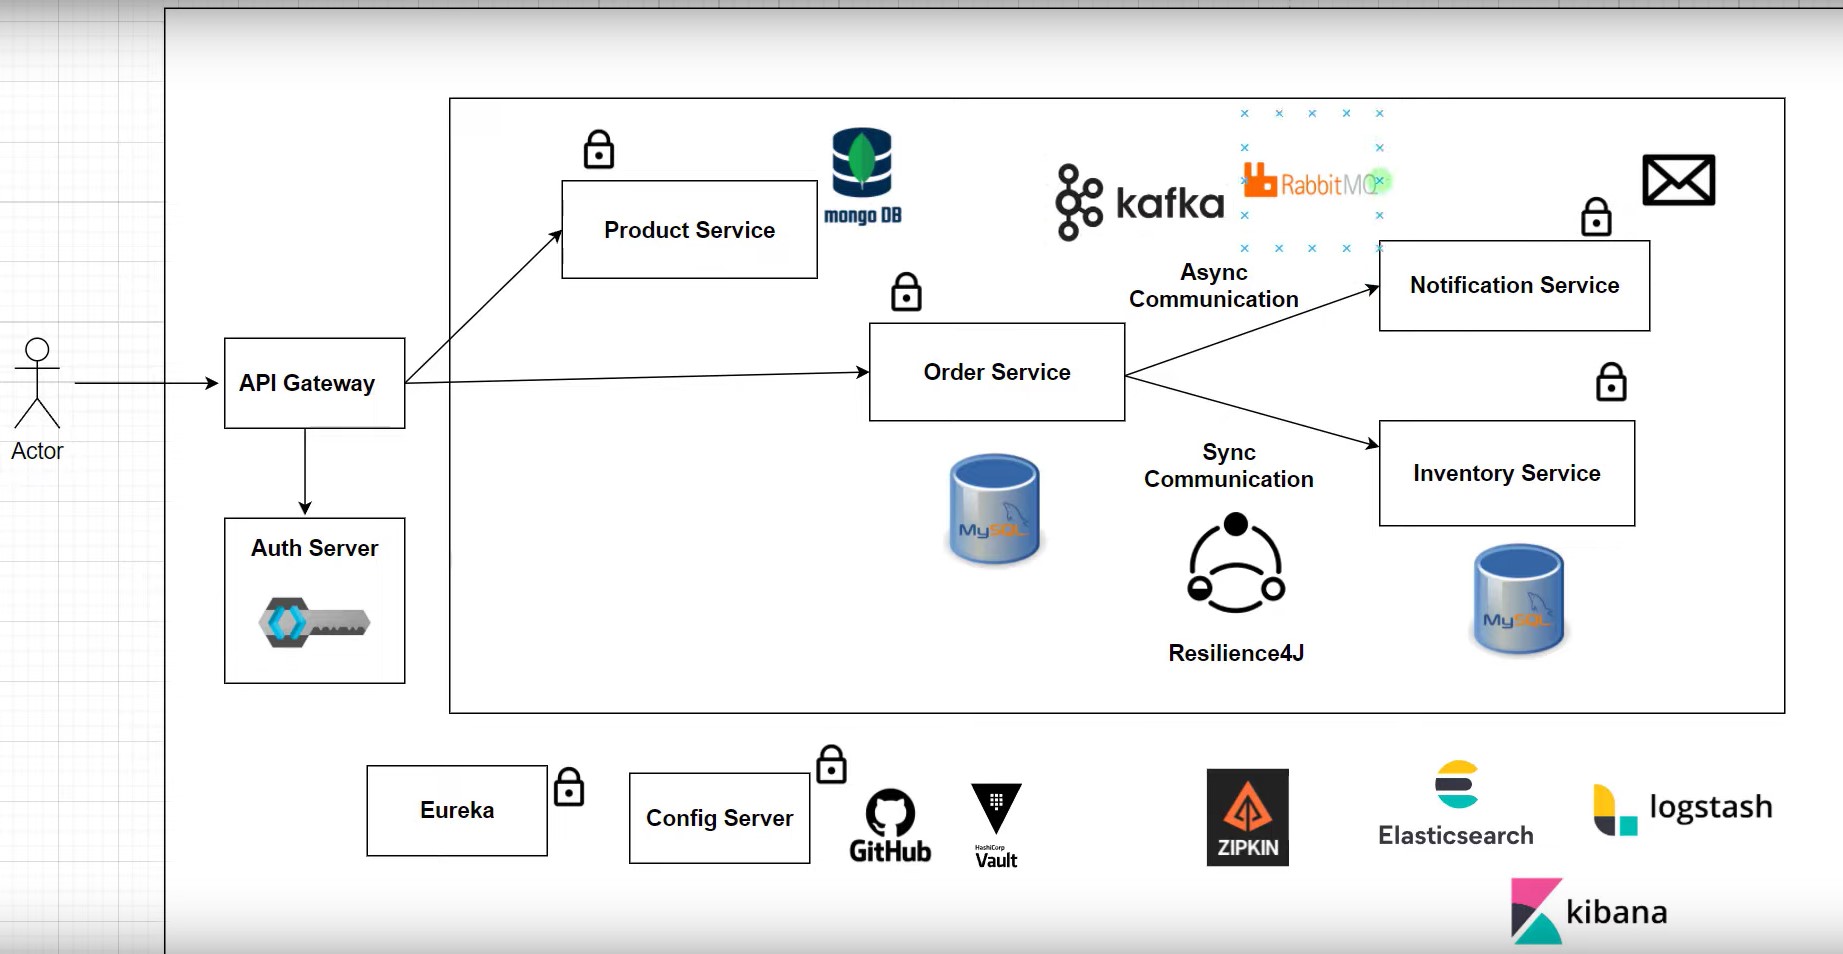 mongo DB
Product Service
kafka
RabbitMQ
Async
Communication
Notification Service
Order Service
API Gateway
Actor
Sync
Communication
Inventory Service
MySQL
Auth Server
MySQL
Resilience4J
Eureka
Config Server
GitHub
HashiCorp
Vault
ZIPKIN
Elasticsearch
logstash
kibana